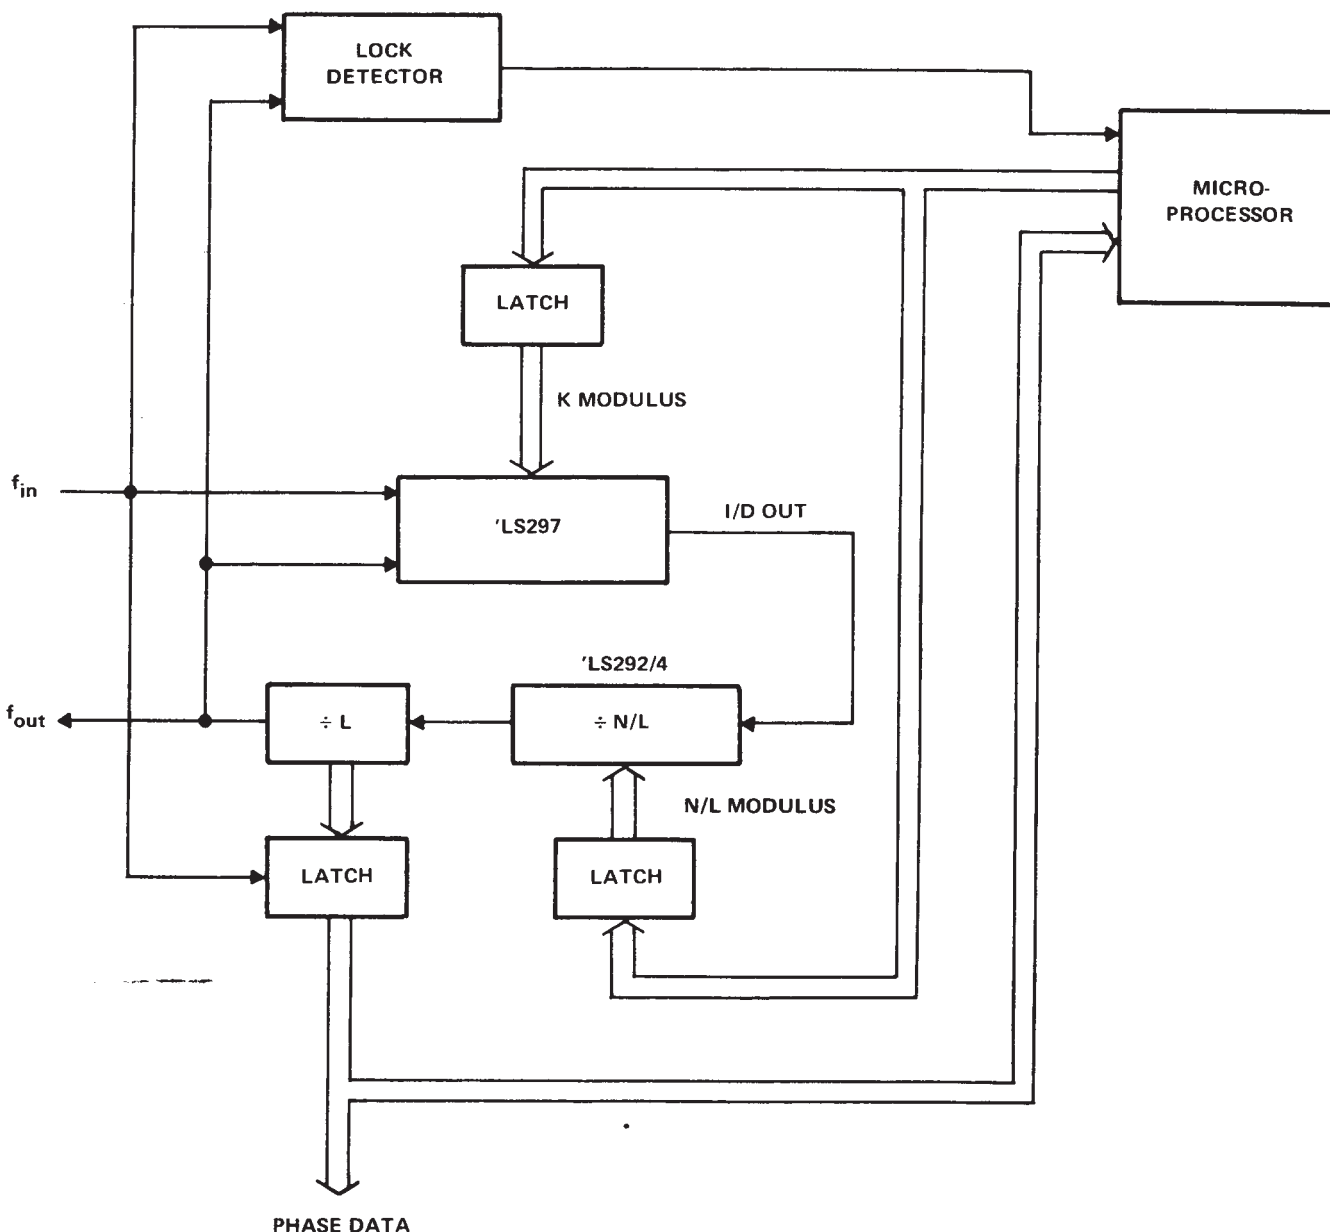 LOCK
DETECTOR
MICRO-
PROCESSOR
LATCH
K MODULUS
fin
'LS297
I/D OUT
'LS292/4
fout
÷ L
÷ N/L
N/L MODULUS
LATCH
LATCH
PHASE DATA